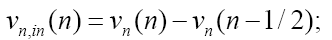 v_{n,in}(n) = v_n(n) − v_n(n − 1/2);